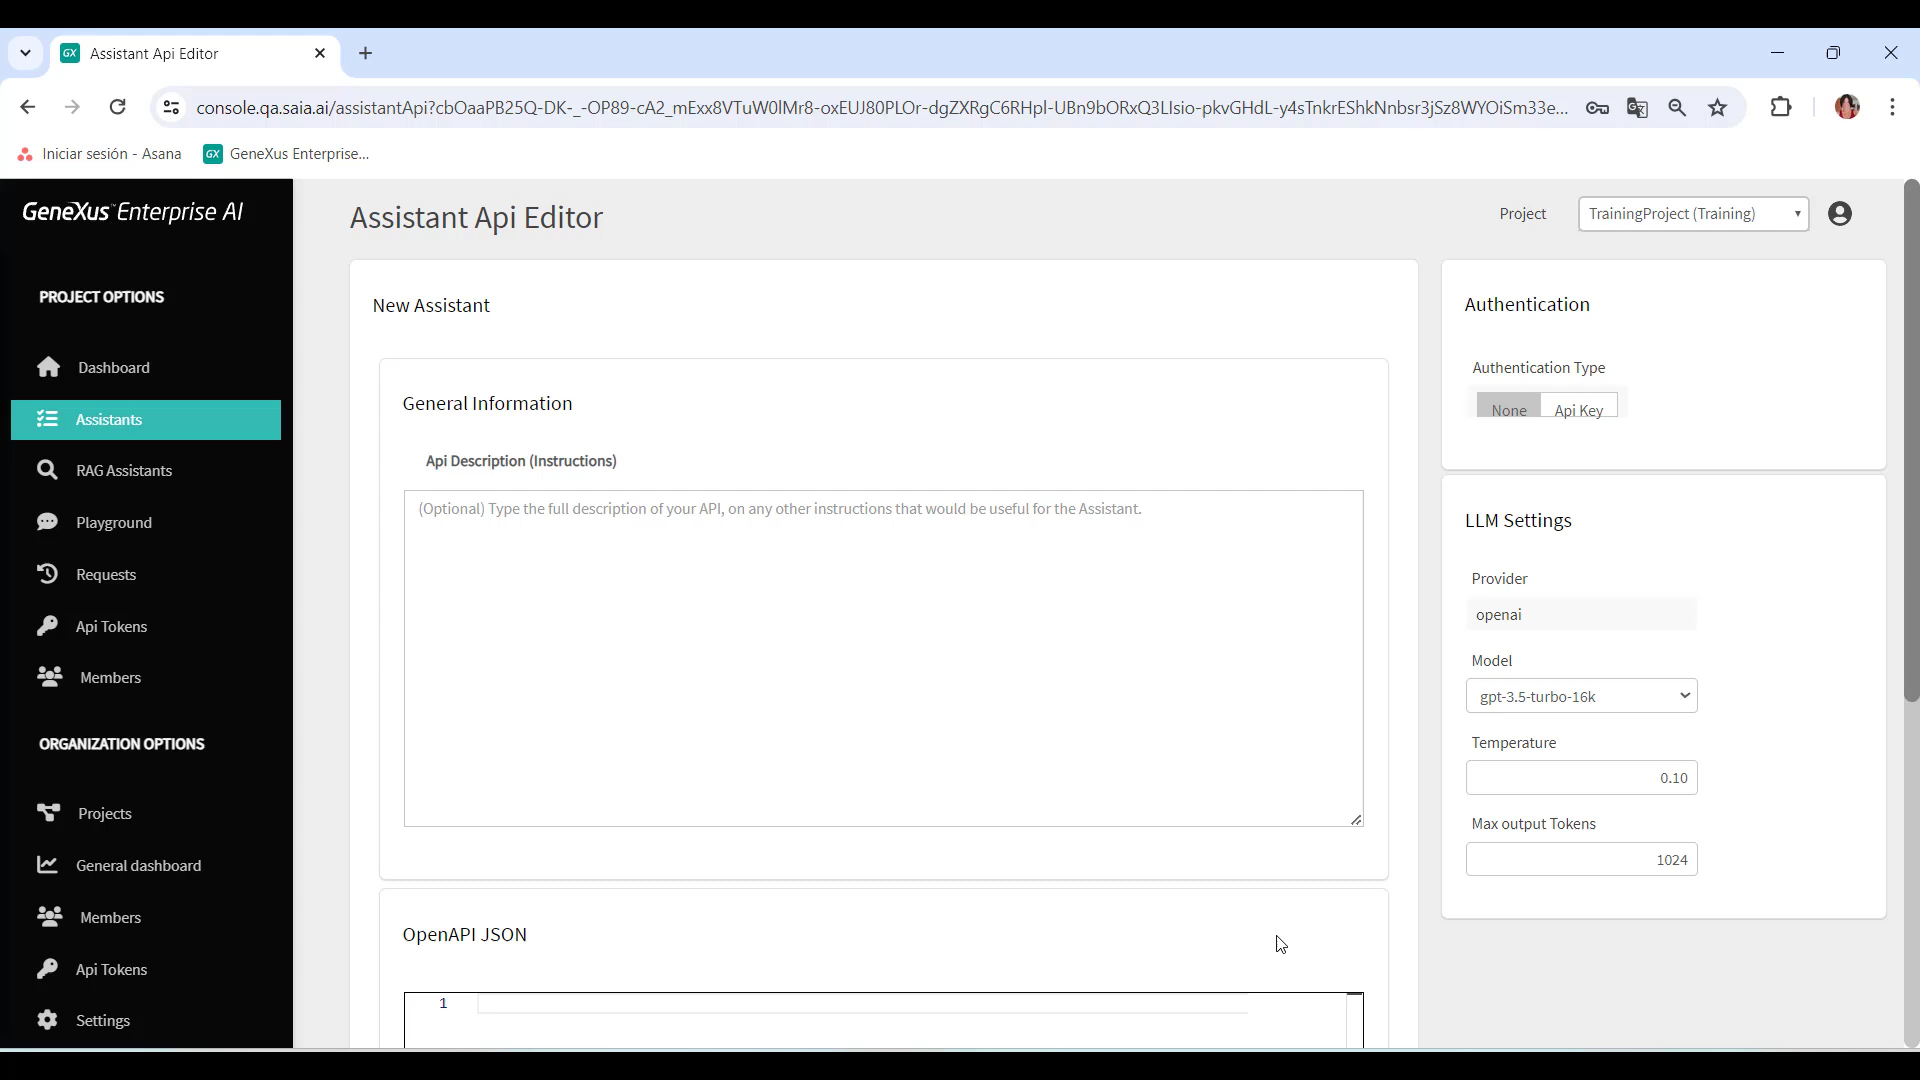 Assistant Api Editor
console.qa.saia.ai/assistantApi?cbOaaPB25Q-DK-_-OP89-cA2_mExx8VTuW0lMr8-oxEUJ80PLOr-dgZXRgC6RHpl-UBn9bORxQ3LIsio-pkvGHdL-y4sTnkrEShkNnbsr3jSz8WYOiSm33e...
Iniciar sesión - Asana
GX GeneXus Enterprise...
GeneXus™ Enterprise AI
Assistant Api Editor
Project
TrainingProject (Training)
PROJECT OPTIONS
Dashboard
Assistants
RAG Assistants
Playground
Requests
Api Tokens
Members
ORGANIZATION OPTIONS
Projects
General dashboard
Members
Api Tokens
Settings
New Assistant
General Information
Api Description (Instructions)
(Optional) Type the full description of your API, on any other instructions that would be useful for the Assistant.
OpenAPI JSON
1
Authentication
Authentication Type
None Api Key
LLM Settings
Provider
openai
Model
gpt-3.5-turbo-16k
Temperature
0.10
Max output Tokens
1024